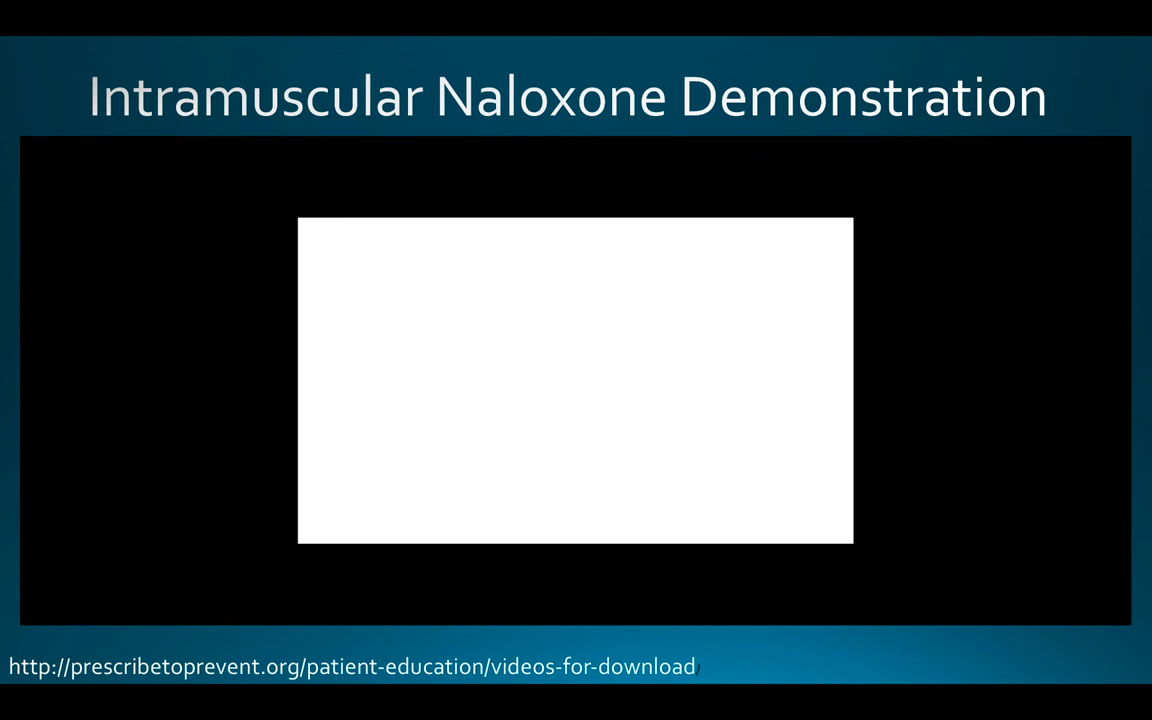 Intramuscular Naloxone Demonstration
http://prescribetoprevent.org/patient-education/videos-for-download/